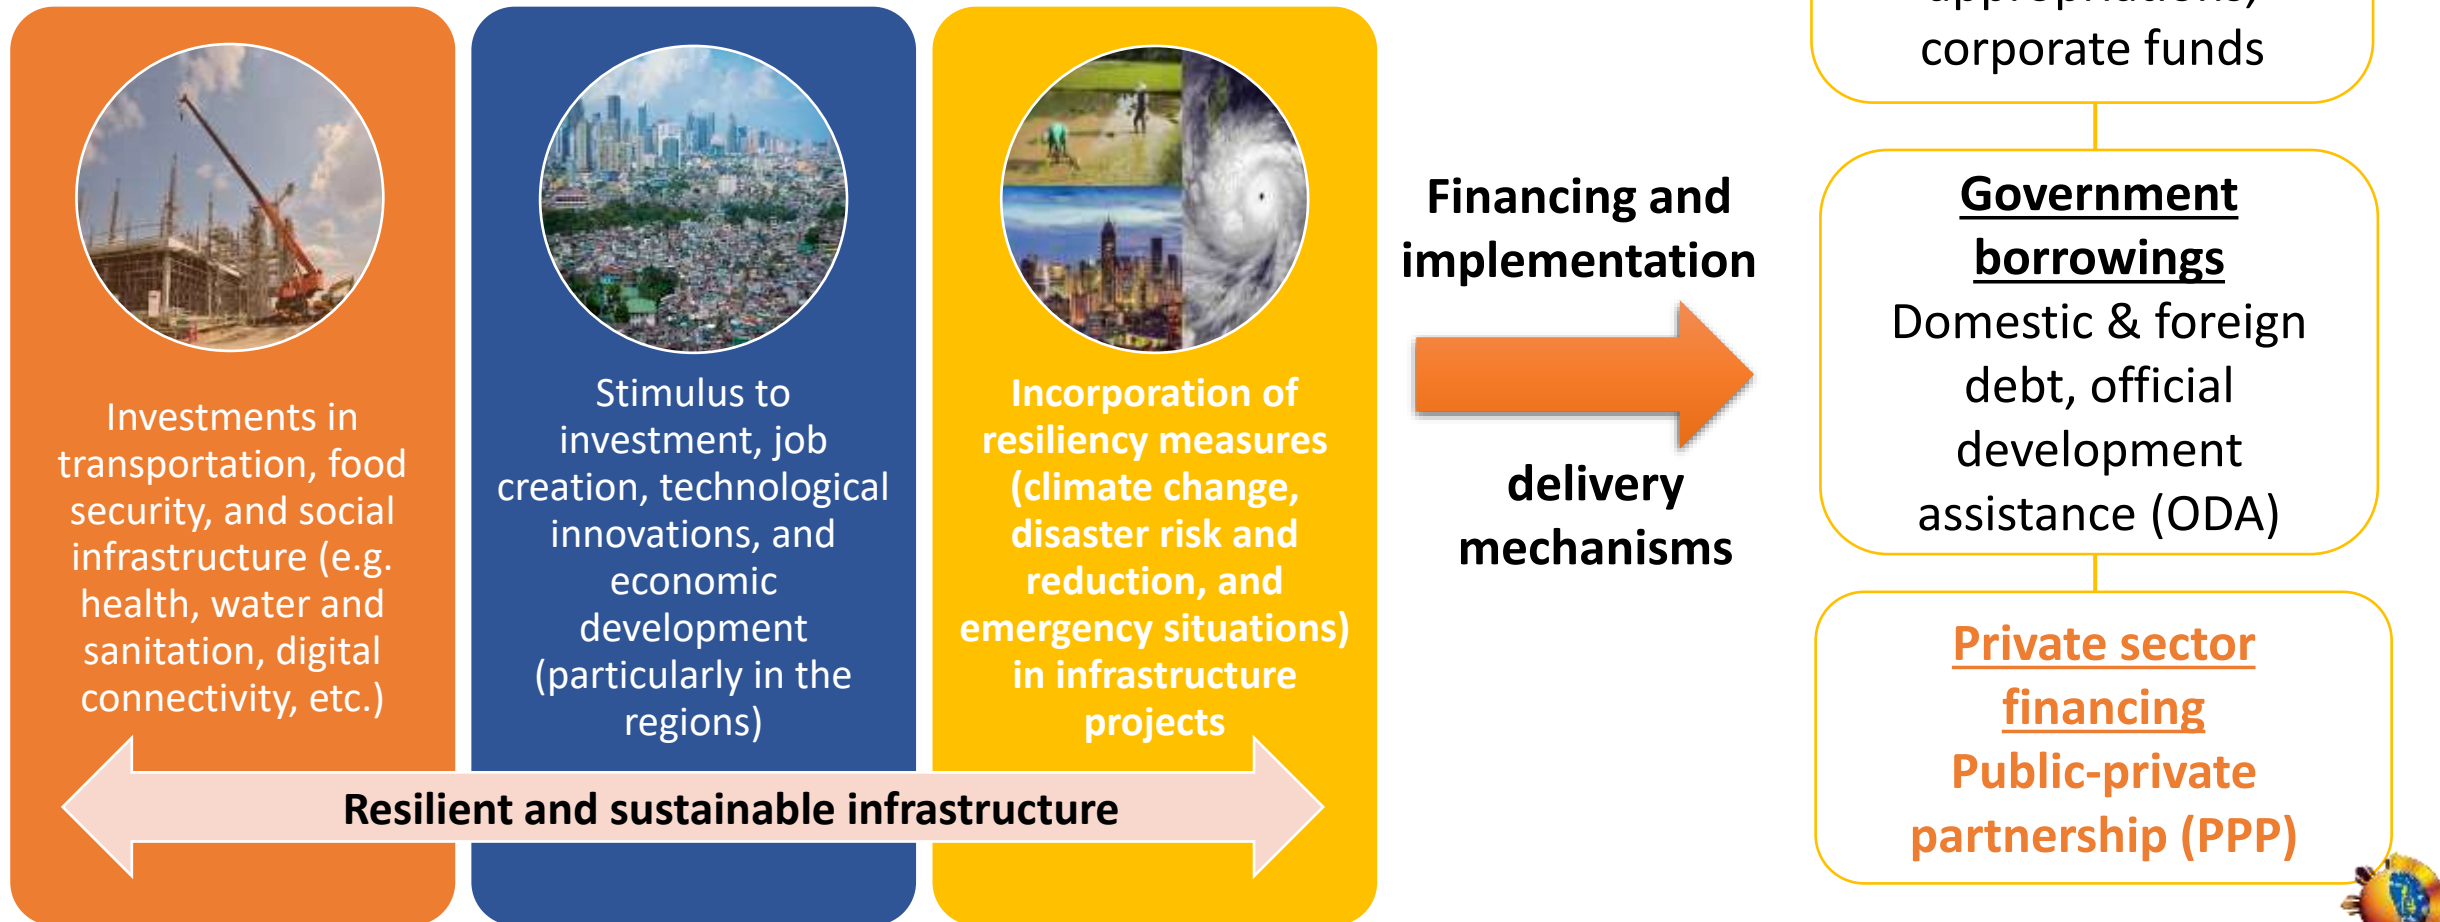 Investments in
transportation, food
security, and social
infrastructure (e.g.
health, water and
sanitation, digital
connectivity, etc.)
Stimulus to
investment, job
creation, technological
innovations, and
economic
development
(particularly in the
regions)
Incorporation of
resiliency measures
(climate change,
disaster risk and
reduction, and
emergency situations)
in infrastructure
projects
Resilient and sustainable infrastructure
Financing and
implementation
delivery
mechanisms
appropriations,
corporate funds
Government
borrowings
Domestic & foreign
debt, official
development
assistance (ODA)
Private sector
financing
Public-private
partnership (PPP)